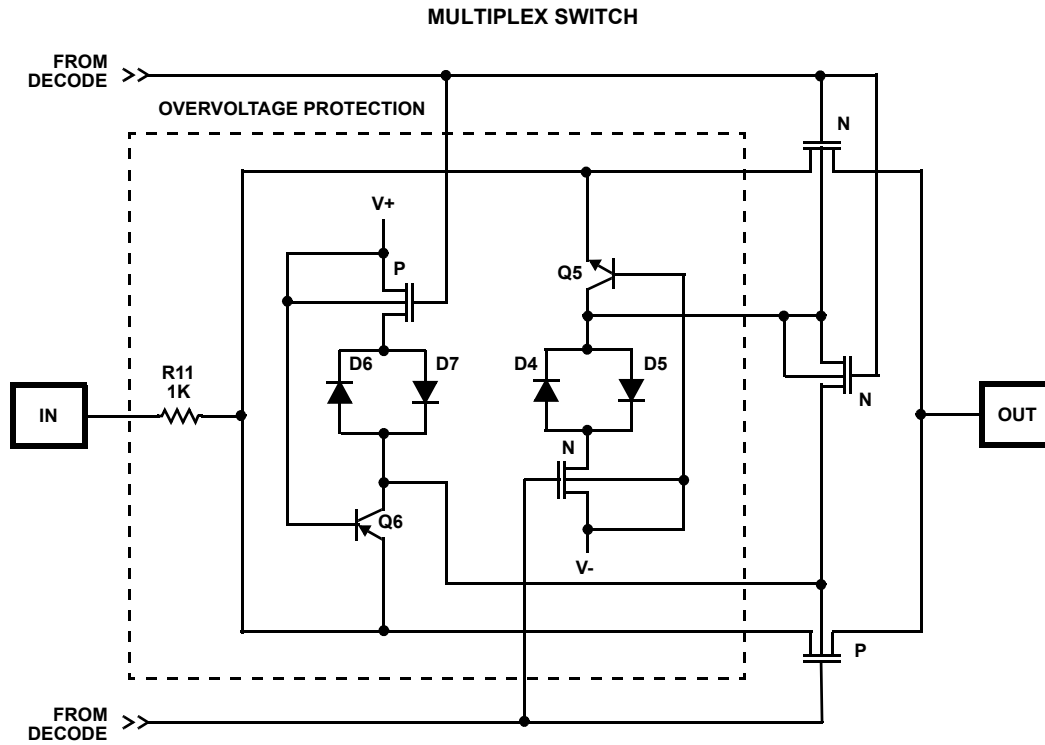 MULTIPLEX SWITCH
FROM
DECODE
OVERVOLTAGE PROTECTION
N
V+
P
Q5
D6
D7
D4
D5
R11
1K
N
IN
OUT
N
Q6
V-
P
FROM
DECODE